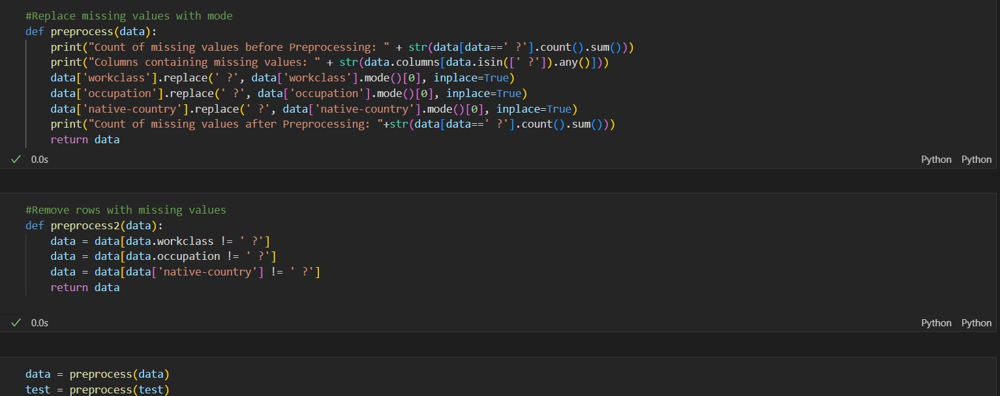 #Replace missing values with mode
def preprocess(data):
    print("Count of missing values before Preprocessing: " + str(data[data==' ?'].count().sum()))
    print("Columns containing missing values: " + str(data.columns[data.isin([' ?']).any()]))
    data['workclass'].replace(' ?', data['workclass'].mode()[0], inplace=True)
    data['occupation'].replace(' ?', data['occupation'].mode()[0], inplace=True)
    data['native-country'].replace(' ?', data['native-country'].mode()[0], inplace=True)
    print("Count of missing values after Preprocessing: "+str(data[data==' ?'].count().sum()))
    return data
0.0s Python Python
#Remove rows with missing values
def preprocess2(data):
    data = data[data.workclass != ' ?']
    data = data[data.occupation != ' ?']
    data = data[data['native-country'] != ' ?']
    return data
0.0s Python Python
data = preprocess(data)
test = preprocess(test)